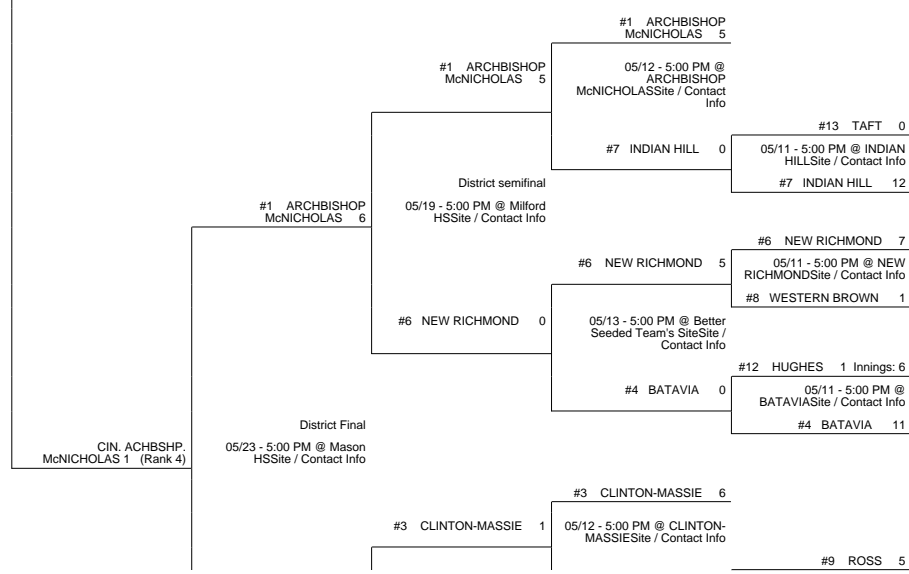 #1 ARCHBISHOP
McNICHOLAS 5
#1 ARCHBISHOP
McNICHOLAS 5
05/12 - 5:00 PM @
ARCHBISHOP
McNICHOLASSite / Contact
Info
#13 TAFT 0
#7 INDIAN HILL 0
05/11 - 5:00 PM @ INDIAN
HILLSite / Contact Info
#7 INDIAN HILL 12
District semifinal
#1 ARCHBISHOP
McNICHOLAS 6
05/19 - 5:00 PM @ Milford
HSSite / Contact Info
#6 NEW RICHMOND 7
#6 NEW RICHMOND 5
05/11 - 5:00 PM @ NEW
RICHMONDSite / Contact Info
#8 WESTERN BROWN 1
#6 NEW RICHMOND 0
05/13 - 5:00 PM @ Better
Seeded Team's SiteSite /
Contact Info
#12 HUGHES 1 Innings: 6
#4 BATAVIA 0
05/11 - 5:00 PM @
BATAVIASite / Contact Info
#4 BATAVIA 11
District Final
CIN. ACHBSHP.
McNICHOLAS 1 (Rank 4)
05/23 - 5:00 PM @ Mason
HSSite / Contact Info
#3 CLINTON-MASSIE 6
#3 CLINTON-MASSIE 1
05/12 - 5:00 PM @ CLINTON-
MASSIESite / Contact Info
#9 ROSS 5